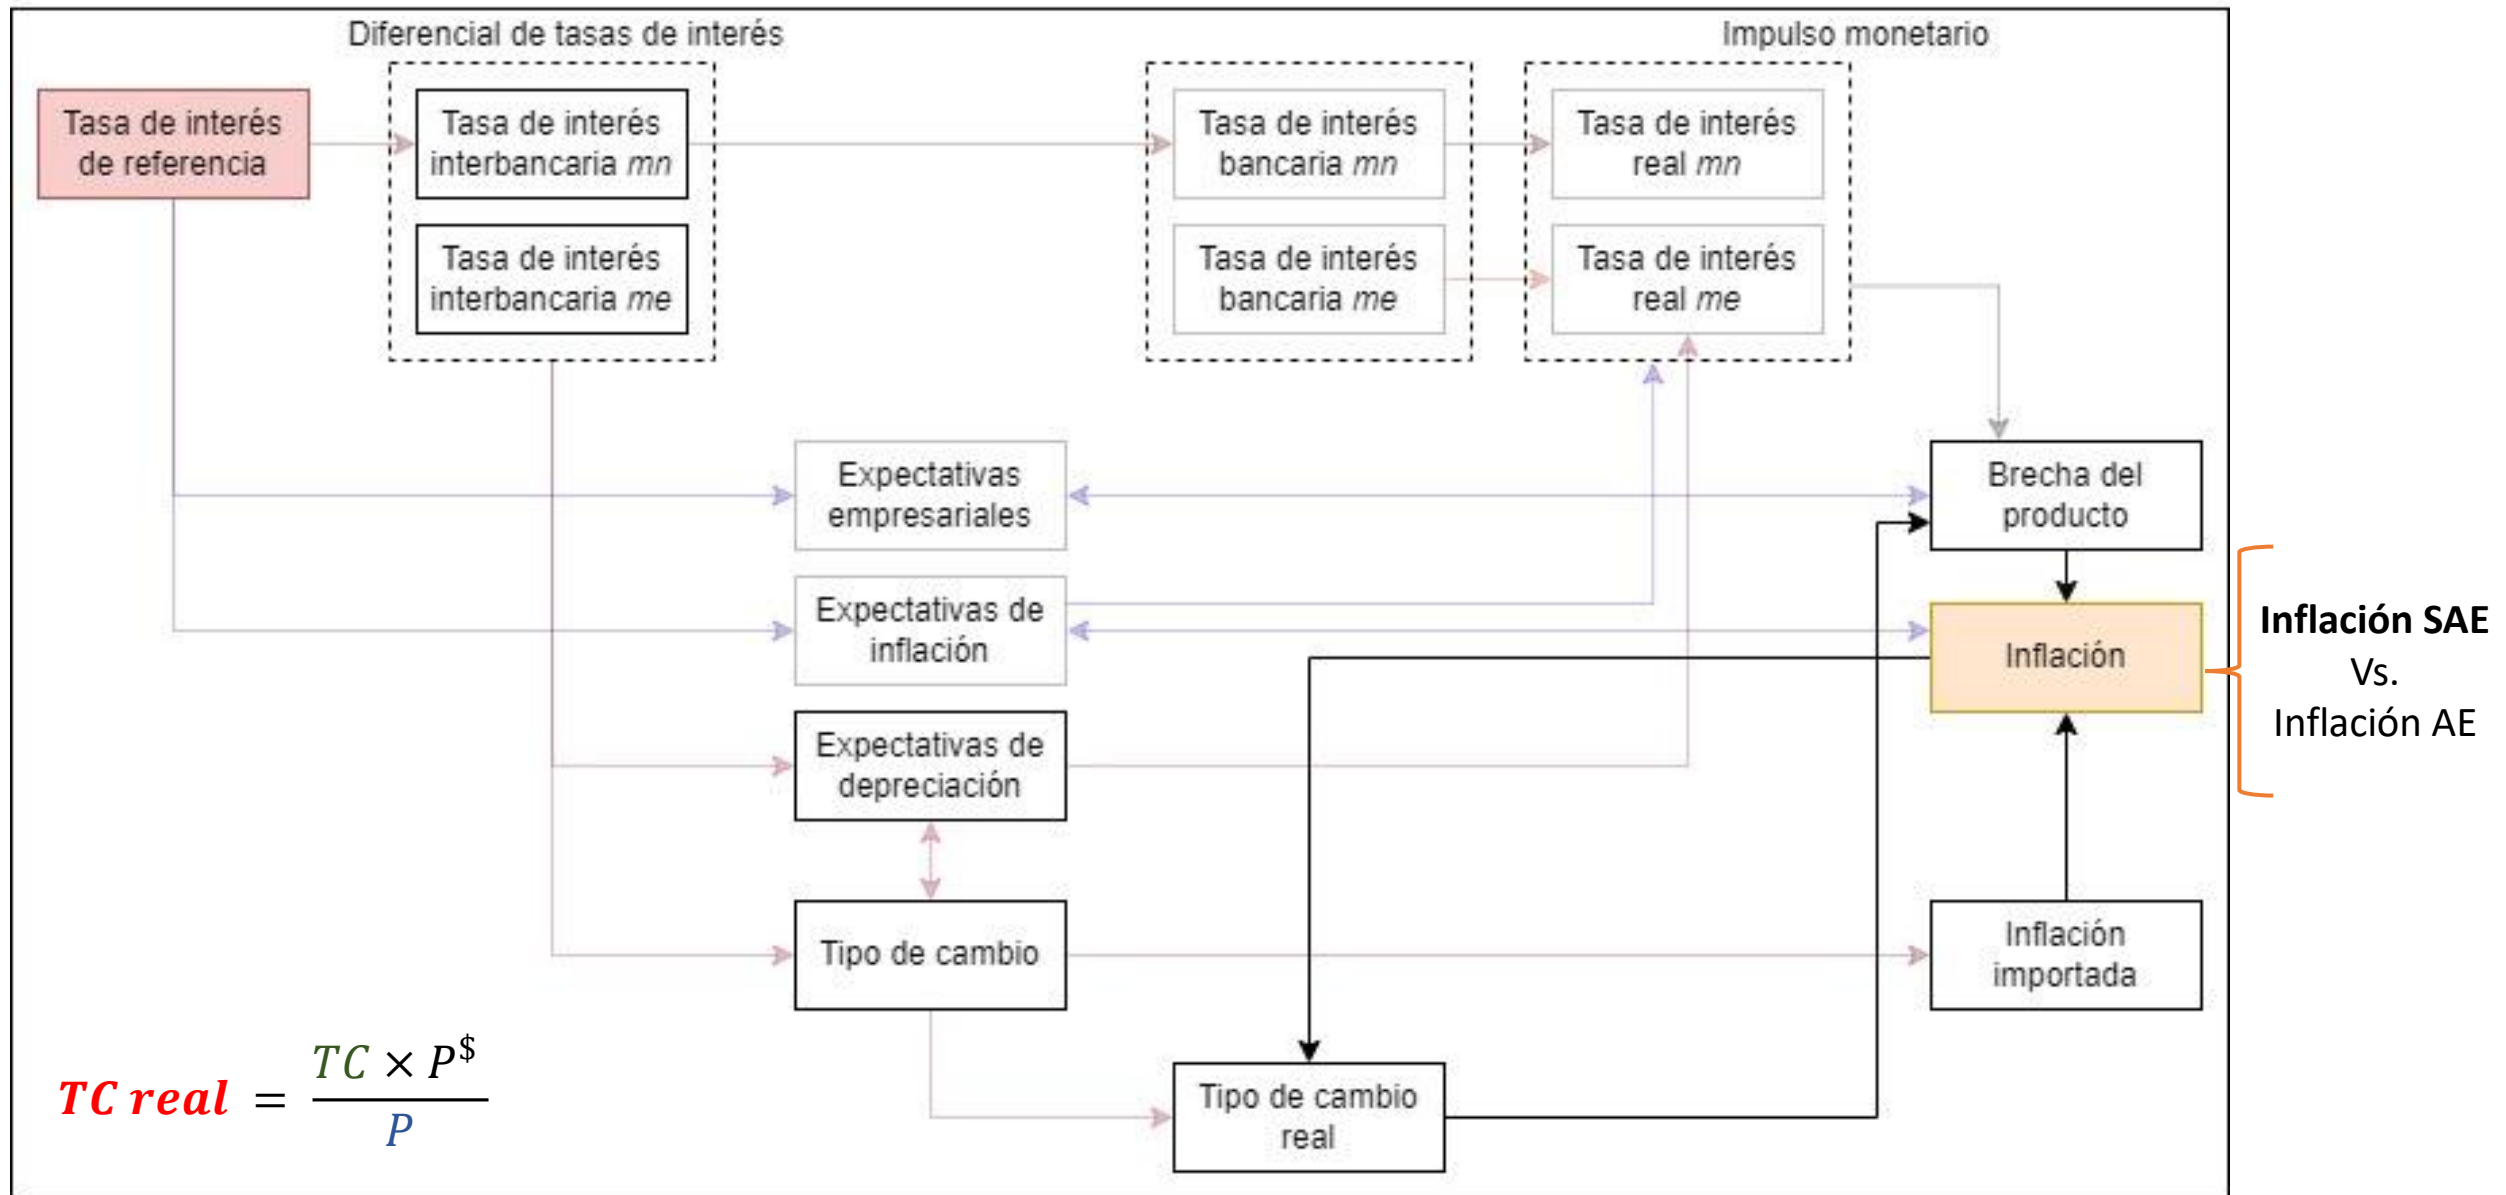 Diferencial de tasas de interés
Impulso monetario
Tasa de interés
de referencia
Tasa de interés
interbancaria mn
Tasa de interés
bancaria mn
Tasa de interés
real mn
Tasa de interés
interbancaria me
Tasa de interés
bancaria me
Tasa de interés
real me
Expectativas
empresariales
Brecha del
producto
Expectativas de
inflación
Inflación
Inflación SAE
Vs.
Inflación AE
Expectativas de
depreciación
Tipo de cambio
Inflación
importada
Tipo de cambio
real
TC real = TC × P$
P